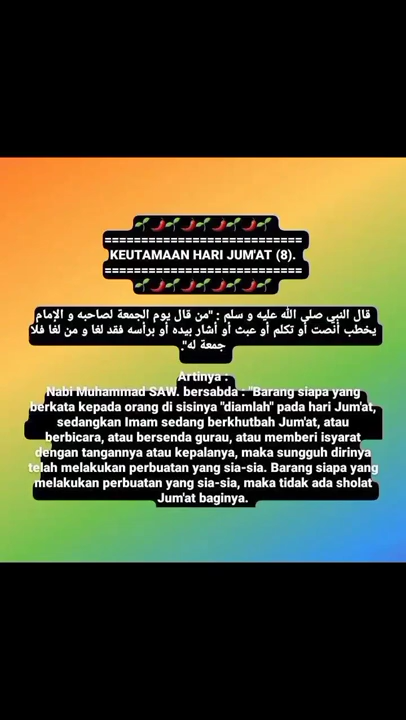 🌱🌶️🌱🌶️🌱🌶️🌱🌶️🌱
==========================
KEUTAMAAN HARI JUM'AT (8).
==========================
🌱🌶️🌱🌶️🌱🌶️🌱🌶️🌱
قال النبي صلى الله عليه و سلم : "من قال يوم الجمعة لصاحبه و الإمام
يخطب أنصت أو تكلم أو عبث أو أشار بيده أو برأسه فقد لغا و من لغا فلا
جمعة له".
Artinya :
Nabi Muhammad SAW. bersabda : "Barang siapa yang
berkata kepada orang di sisinya "diamlah" pada hari Jum'at,
sedangkan Imam sedang berkhutbah Jum'at, atau
berbicara, atau bersenda gurau, atau memberi isyarat
dengan tangannya atau kepalanya, maka sungguh dirinya
telah melakukan perbuatan yang sia-sia. Barang siapa yang
melakukan perbuatan yang sia-sia, maka tidak ada sholat
Jum'at baginya.